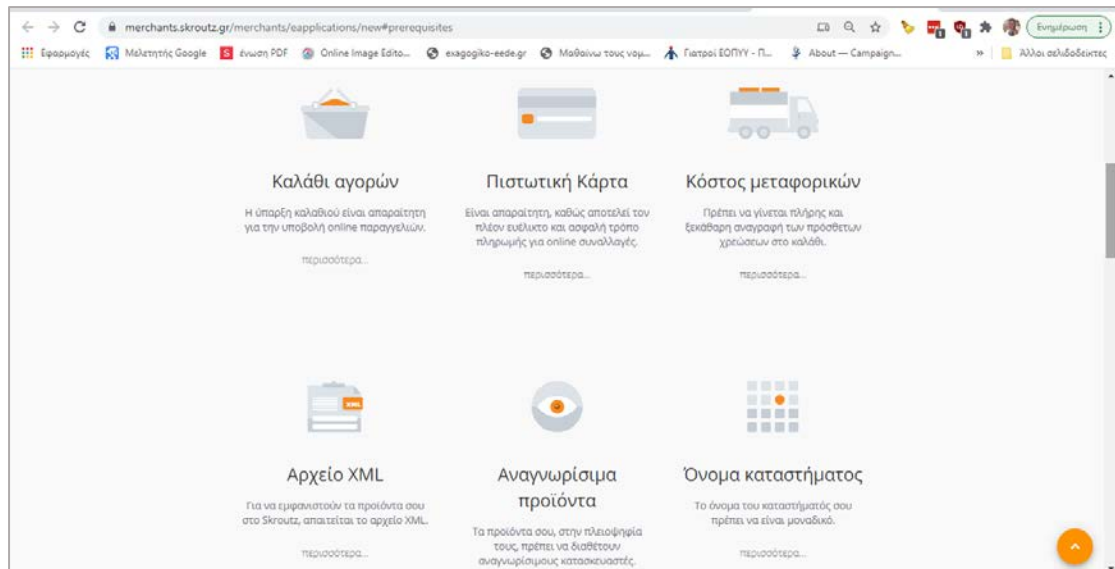 merchants.skroutz.gr/merchants/eapplications/new#prerequisites
Ενημέρωση
Εφαρμογές Μελετητής Google ένωση PDF Online Image Edito... exagogiko-eede.gr Μαθαίνω τους νομ... Γιατροί ΕΟΠΥΥ - Π... About — Campaign... » Άλλοι σελιδοδείκτες
Καλάθι αγορών
Η ύπαρξη καλαθιού είναι απαραίτητη
για την υποβολή online παραγγελιών.
περισσότερα...
Πιστωτική Κάρτα
Είναι απαραίτητη, καθώς αποτελεί τον
πλέον ευέλικτο και ασφαλή τρόπο
πληρωμής για online συναλλαγές.
περισσότερα...
Κόστος μεταφορικών
Πρέπει να γίνεται πλήρης και
ξεκάθαρη αναγραφή των πρόσθετων
χρεώσεων στο καλάθι.
περισσότερα...
XML
Αρχείο XML
Για να εμφανιστούν τα προϊόντα σου
στο Skroutz, απαιτείται το αρχείο XML.
περισσότερα...
Αναγνωρίσιμα
προϊόντα
Τα προϊόντα σου, στην πλειοψηφία
τους, πρέπει να διαθέτουν
αναγνωρίσιμους κατασκευαστές.
Όνομα καταστήματος
Το όνομα του καταστήματός σου
πρέπει να είναι μοναδικό.
περισσότερα...